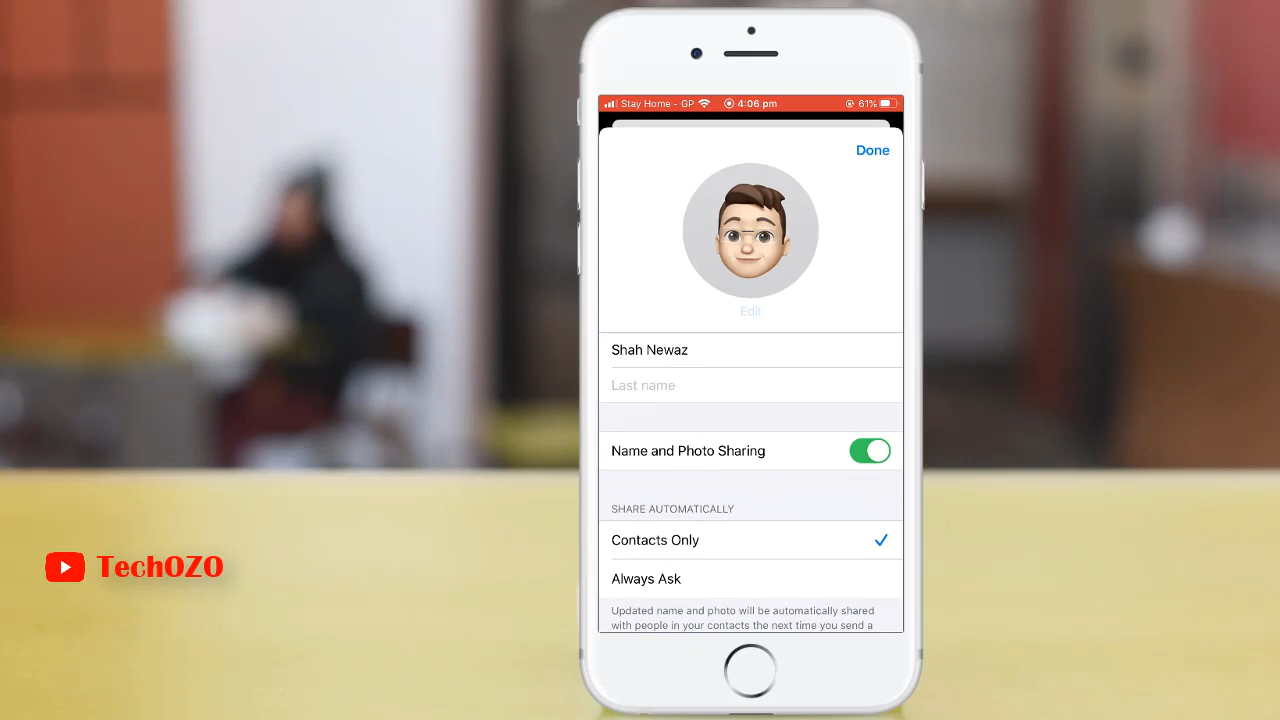 Stay Home - GP 4:06 pm 61%
Done
Edit
Shah Newaz
Last name
Name and Photo Sharing
SHARE AUTOMATICALLY
Contacts Only
Always Ask
Updated name and photo will be automatically shared
with people in your contacts the next time you send a
TechOZO